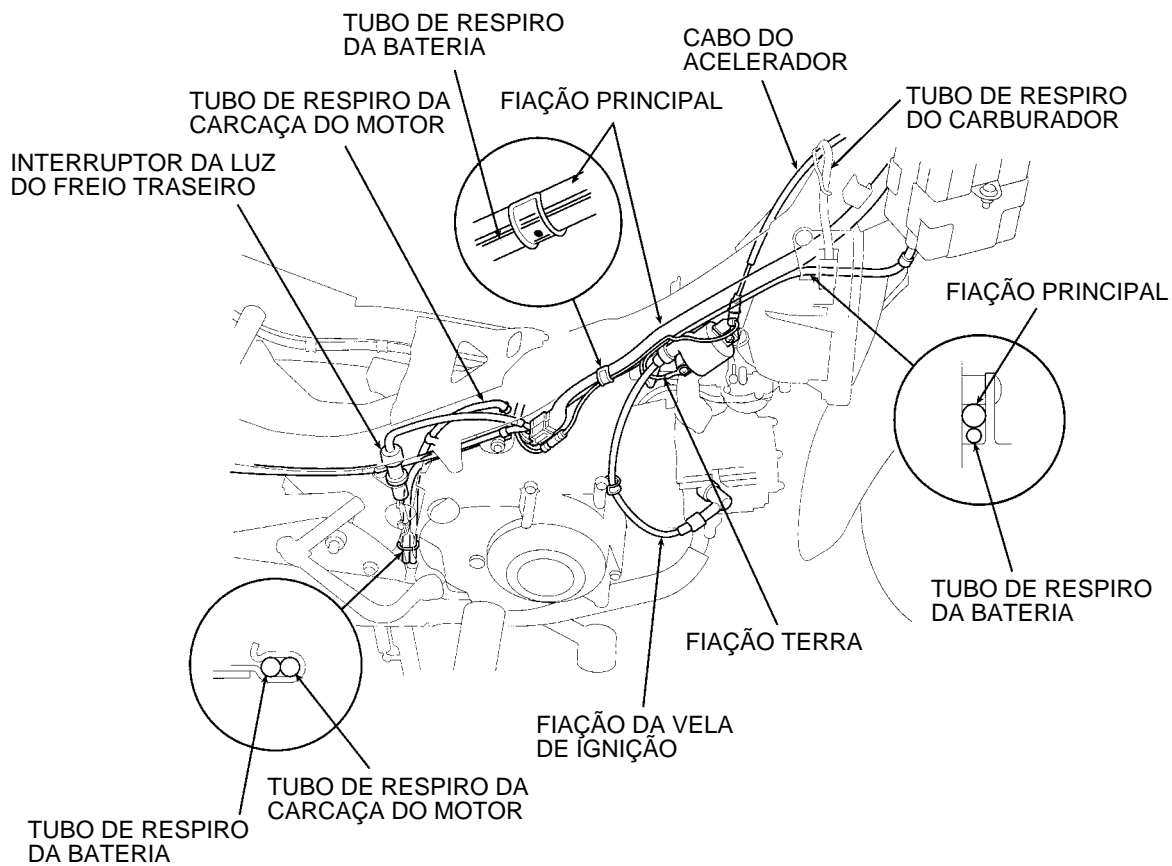 TUBO DE RESPIRO
DA BATERIA
CABO DO
ACELERADOR
TUBO DE RESPIRO DA
CARCAÇA DO MOTOR
FIAÇÃO PRINCIPAL
TUBO DE RESPIRO
DO CARBURADOR
INTERRUPTOR DA LUZ
DO FREIO TRASEIRO
FIAÇÃO PRINCIPAL
TUBO DE RESPIRO
DA BATERIA
FIAÇÃO TERRA
FIAÇÃO DA VELA
DE IGNIÇÃO
TUBO DE RESPIRO DA
CARCAÇA DO MOTOR
TUBO DE RESPIRO
DA BATERIA